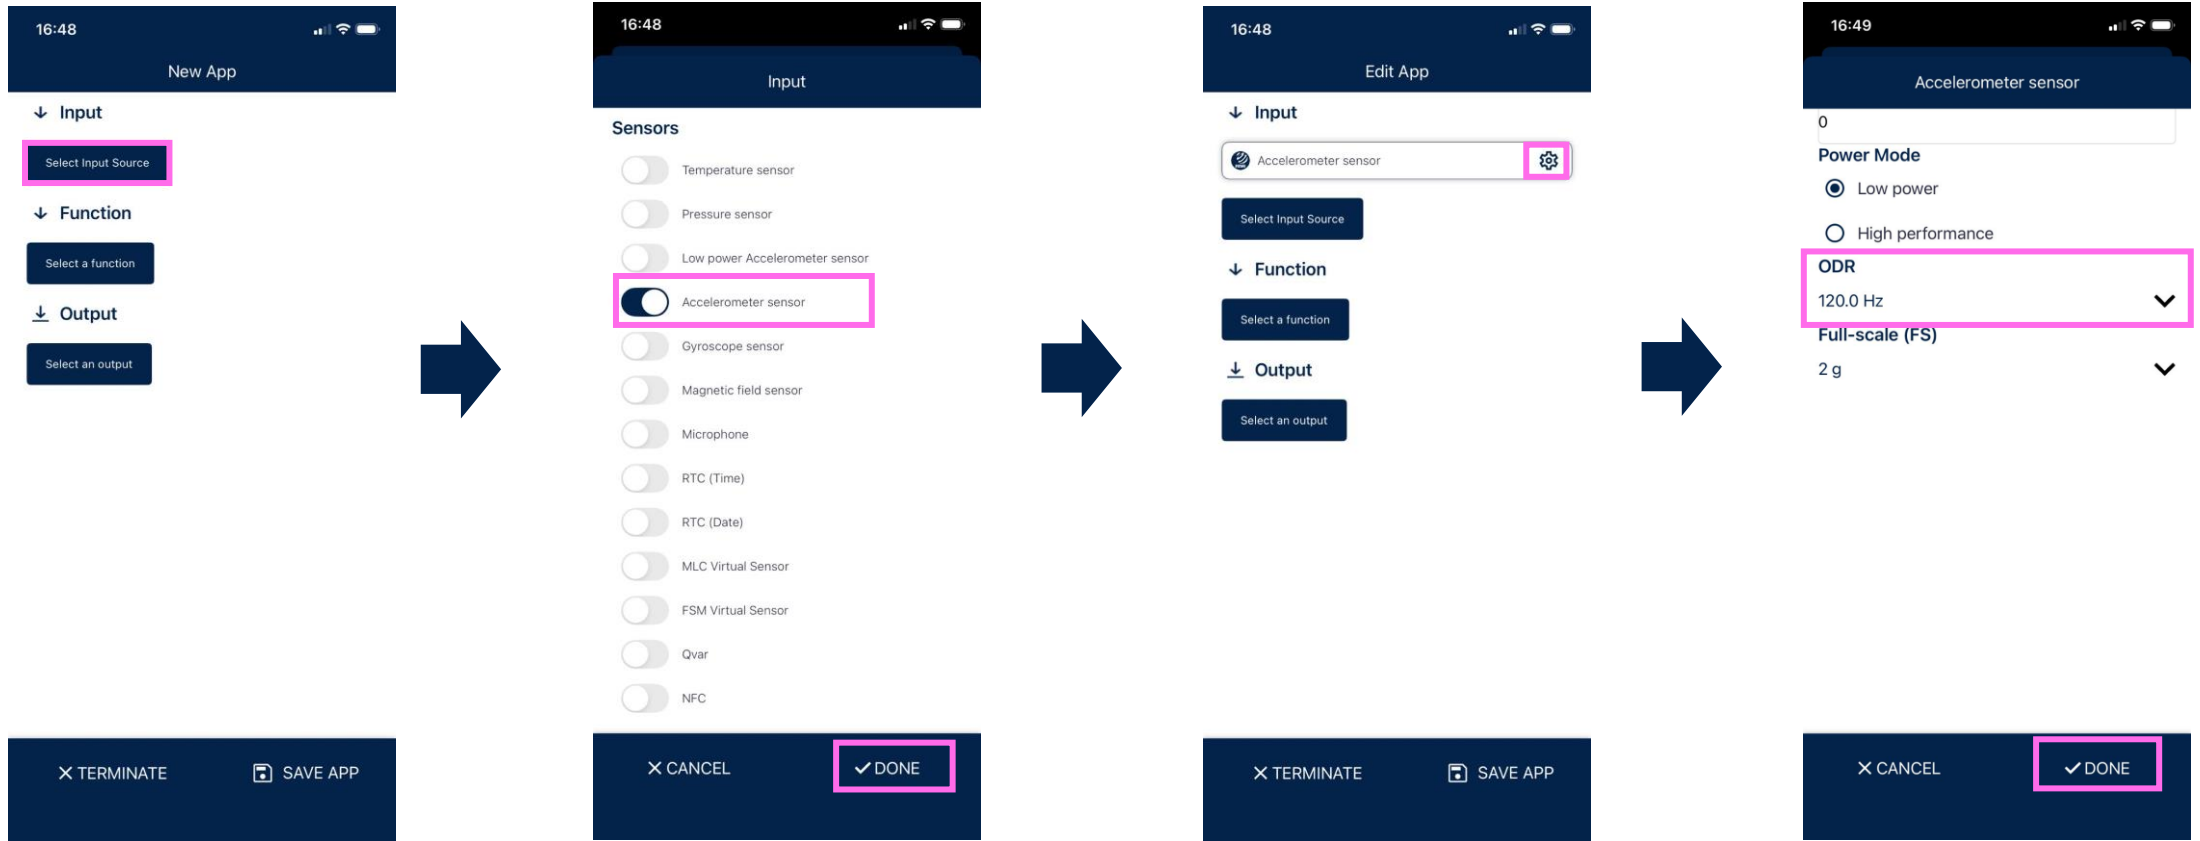 16:48
New App
Input
Select Input Source
Function
Select a function
Output
Select an output
TERMINATE
SAVE APP
16:48
Input
Sensors
Temperature sensor
Pressure sensor
Low power Accelerometer sensor
Accelerometer sensor
Gyroscope sensor
Magnetic field sensor
Microphone
RTC (Time)
RTC (Date)
MLC Virtual Sensor
FSM Virtual Sensor
Qvar
NFC
CANCEL
DONE
16:48
Edit App
Input
Accelerometer sensor
Select Input Source
Function
Select a function
Output
Select an output
TERMINATE
SAVE APP
16:49
Accelerometer sensor
0
Power Mode
Low power
High performance
ODR
120.0 Hz
Full-scale (FS)
2 g
CANCEL
DONE